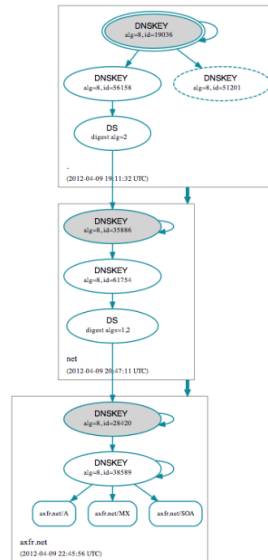 DNSKEY
alg=8, id=19036
DNSKEY
alg=8, id=56158
DNSKEY
alg=8, id=51201
DS
digest alg=2
.
(2012-04-09 19:11:32 UTC)
DNSKEY
alg=8, id=35886
DNSKEY
alg=8, id=61754
DS
digest algs=1,2
net
(2012-04-09 20:47:11 UTC)
DNSKEY
alg=8, id=28420
DNSKEY
alg=8, id=38589
axfr.net/A
axfr.net/MX
axfr.net/SOA
axfr.net
(2012-04-09 22:45:56 UTC)